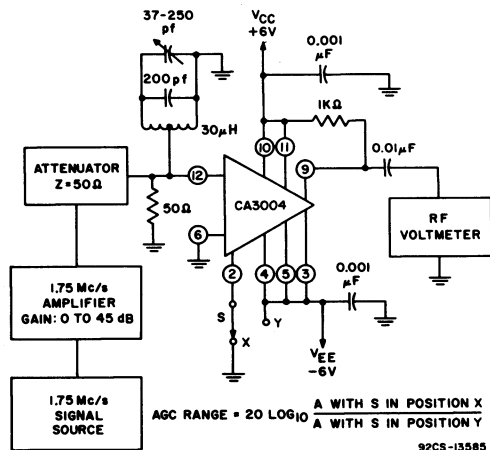 37-250
pf
200 pf
30μH
VCC
+6V
0.001
μF
1KΩ
0.01μF
10
11
9
12
6
CA3004
2
4
5
3
ATTENUATOR
Z=50Ω
50Ω
RF
VOLTMETER
1.75 Mc/s
AMPLIFIER
GAIN: 0 TO 45 dB
S
X
Y
0.001
μF
VEE
-6V
1.75 Mc/s
SIGNAL
SOURCE
AGC RANGE = 20 LOG10 A WITH S IN POSITION X
A WITH S IN POSITION Y
92CS-13585